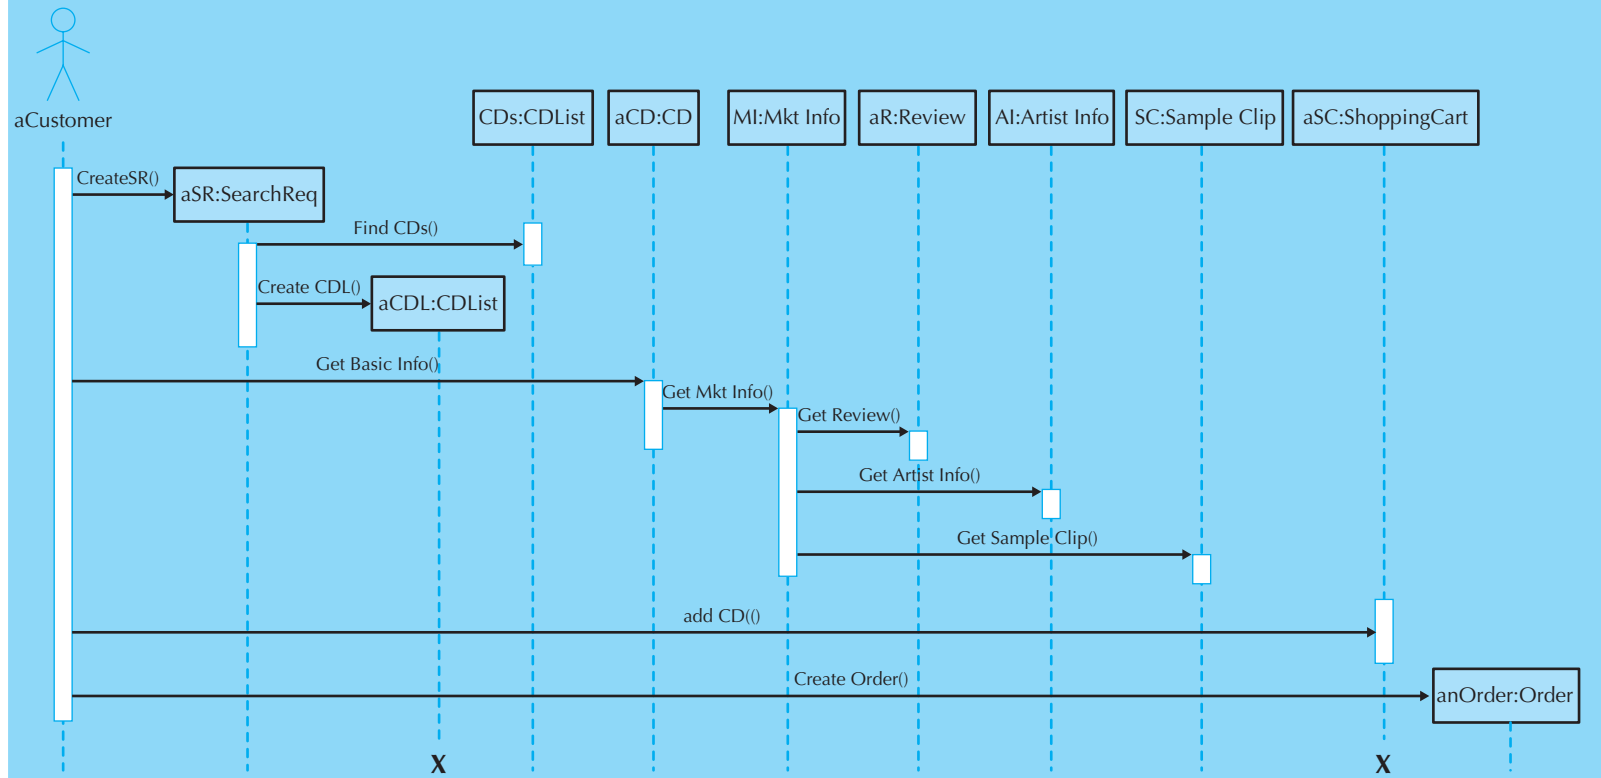 aCustomer
CDs:CDList
aCD:CD
MI:Mkt Info
aR:Review
AI:Artist Info
SC:Sample Clip
aSC:ShoppingCart
CreateSR()
aSR:SearchReq
Find CDs()
Create CDL()
aCDL:CDList
Get Basic Info()
Get Mkt Info()
Get Review()
Get Artist Info()
Get Sample Clip()
add CD(()
Create Order()
anOrder:Order
X
X